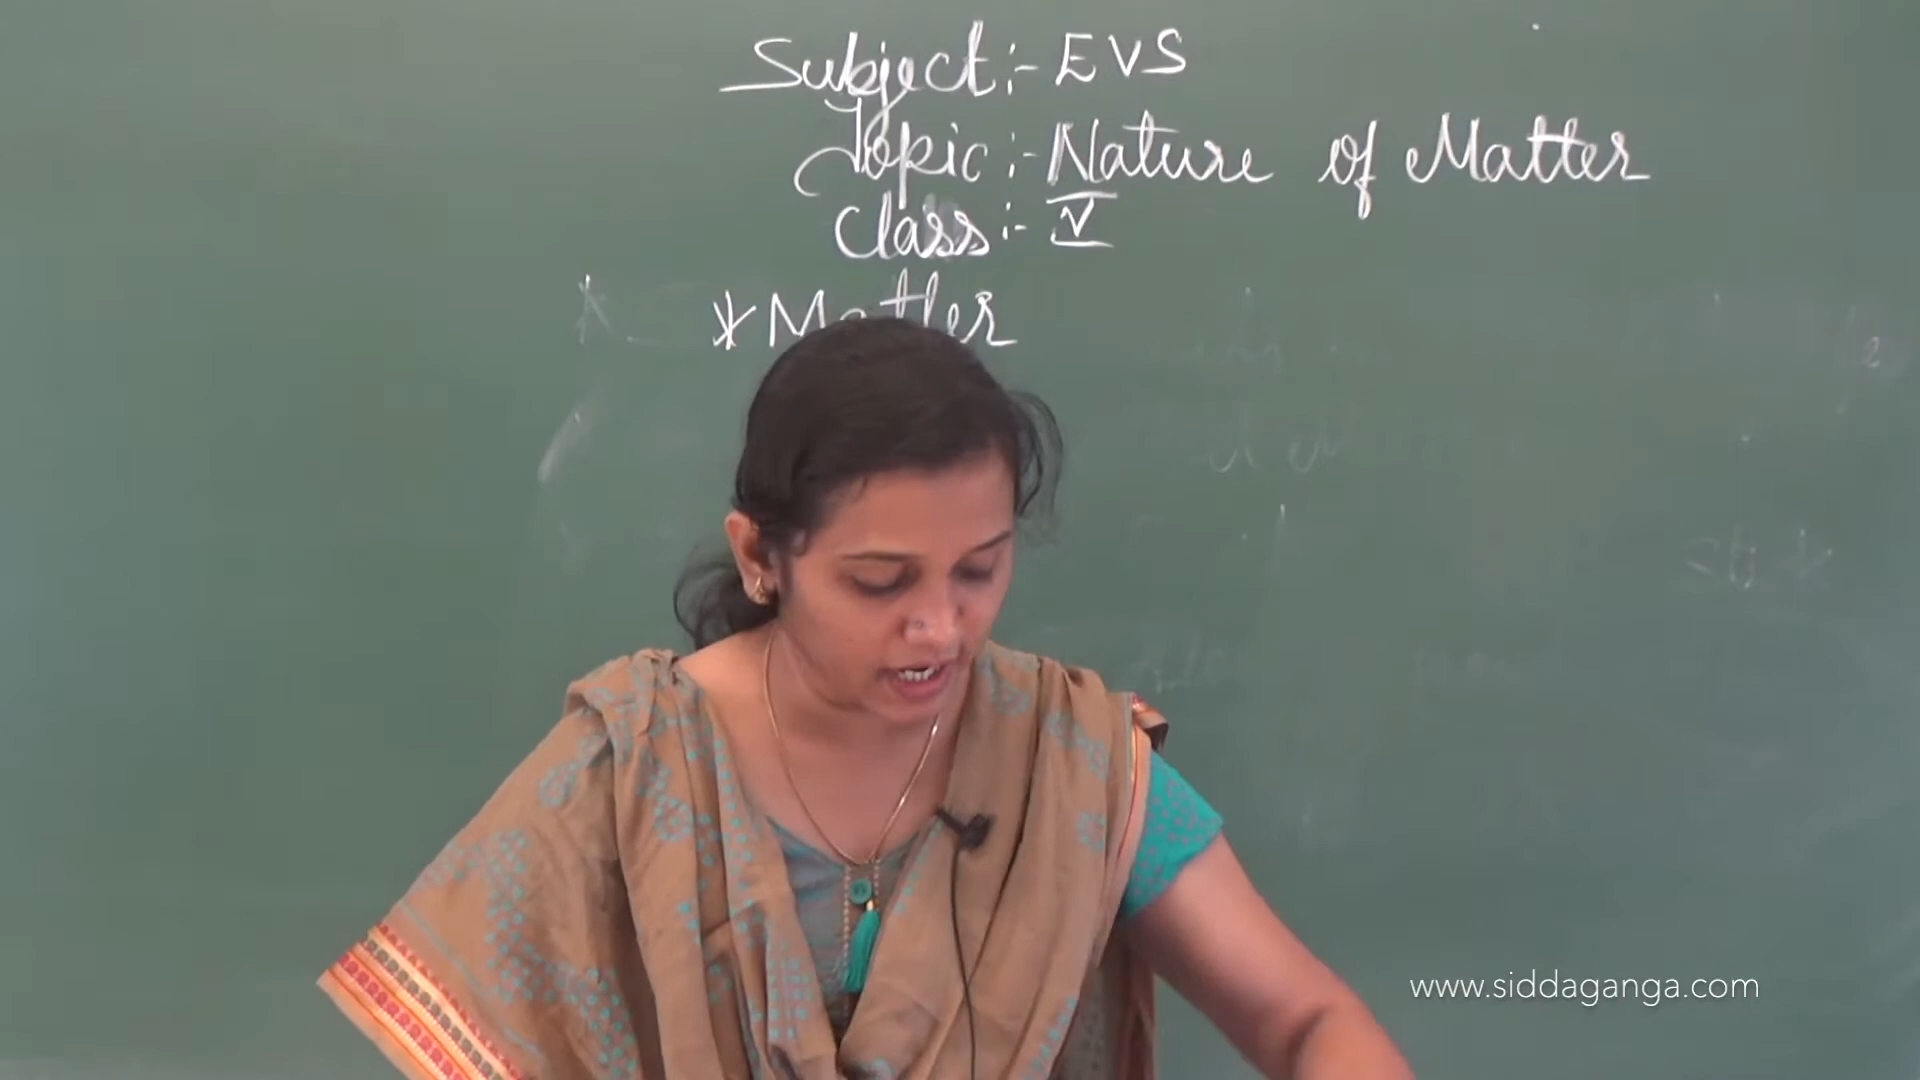 Subject :- EVS
Topic :- Nature of Matter
Class :- V
* Matter
www.siddaganga.com